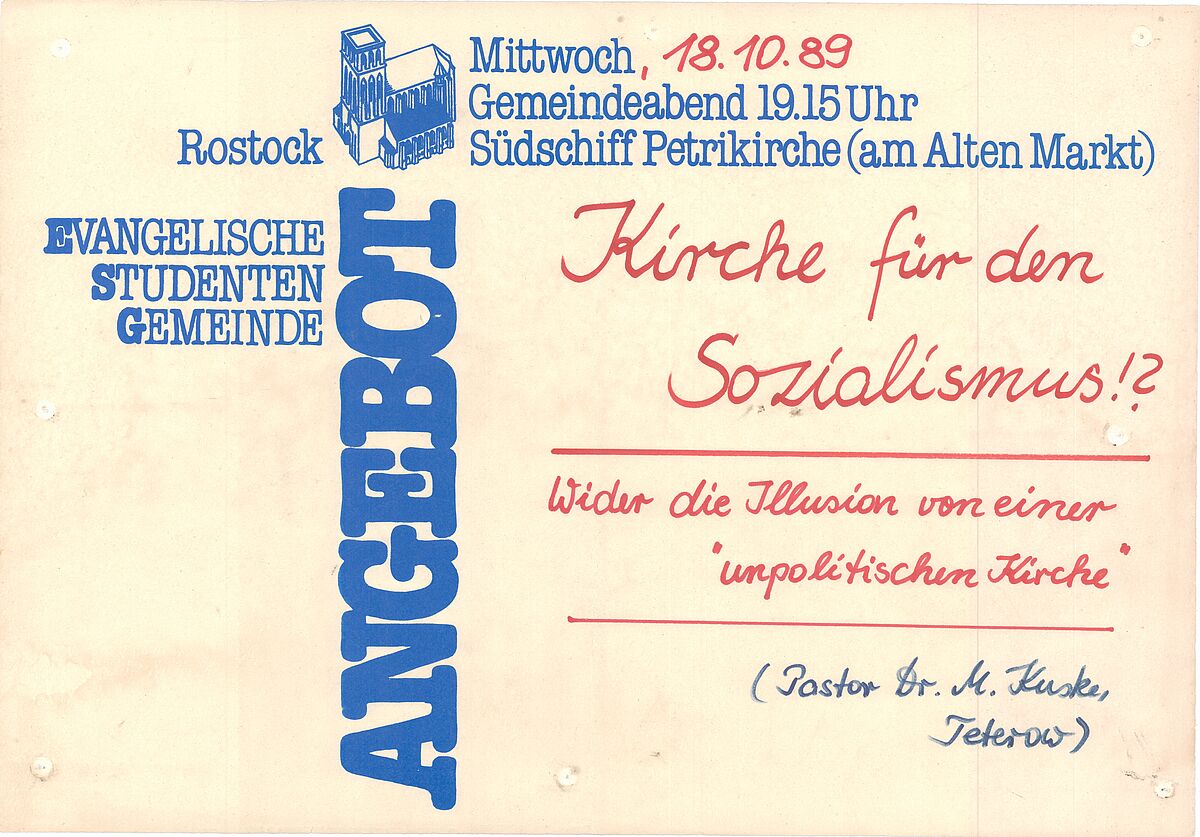 Mittwoch, 18.10.89
Gemeindeabend 19.15 Uhr
Südschiff Petrikirche (am Alten Markt)
Rostock
EVANGELISCHE
STUDENTEN
GEMEINDE
ANGEBOT
Kirche für den
Sozialismus!?
Wider die Illusion von einer
"unpolitischen Kirche"
(Pastor Dr. M. Kuske,
Teterow)